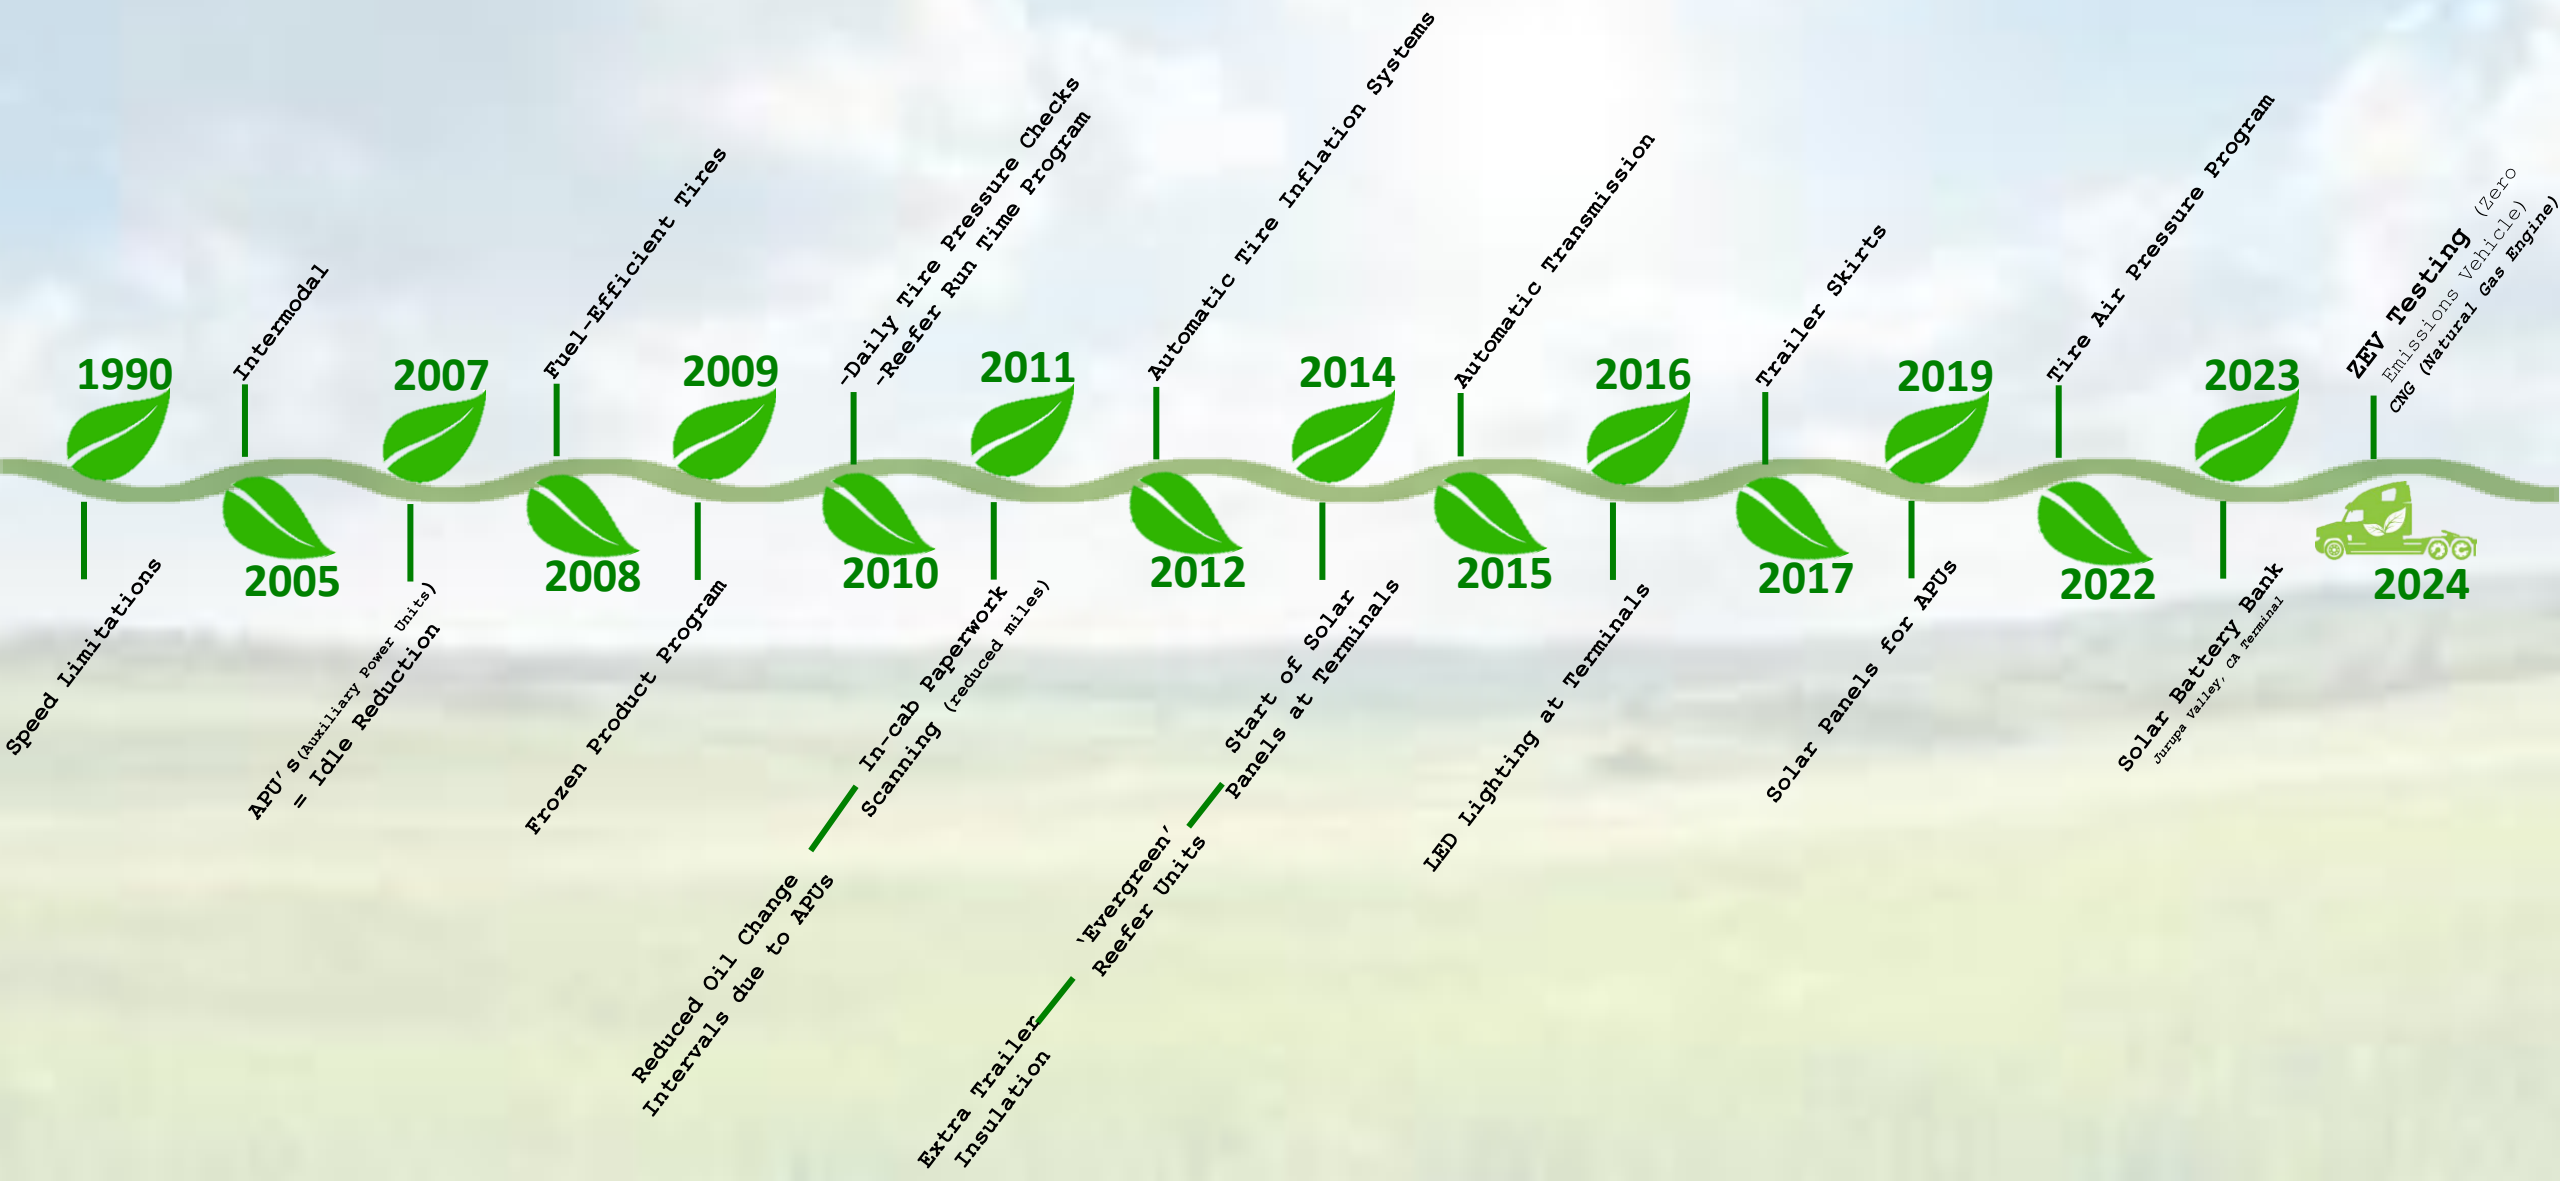 1990
Speed Limitations
Intermodal
2005
2007
APU's(Auxiliary Power Units)
= Idle Reduction
Fuel-Efficient Tires
2008
2009
Frozen Product Program
-Daily Tire Pressure Checks
-Reefer Run Time Program
2010
2011
In-cab Paperwork
Scanning (reduced miles)
Reduced Oil Change
Intervals due to APUs
Automatic Tire Inflation Systems
2012
2014
Start of Solar
Panels at Terminals
‘Evergreen’
Reefer Units
Extra Trailer
Insulation
Automatic Transmission
2015
2016
LED Lighting at Terminals
Trailer Skirts
2017
2019
Solar Panels for APUs
Tire Air Pressure Program
2022
2023
Solar Battery Bank
Jurupa Valley, CA Terminal
ZEV Testing (Zero
Emissions Vehicle)
CNG (Natural Gas Engine)
2024